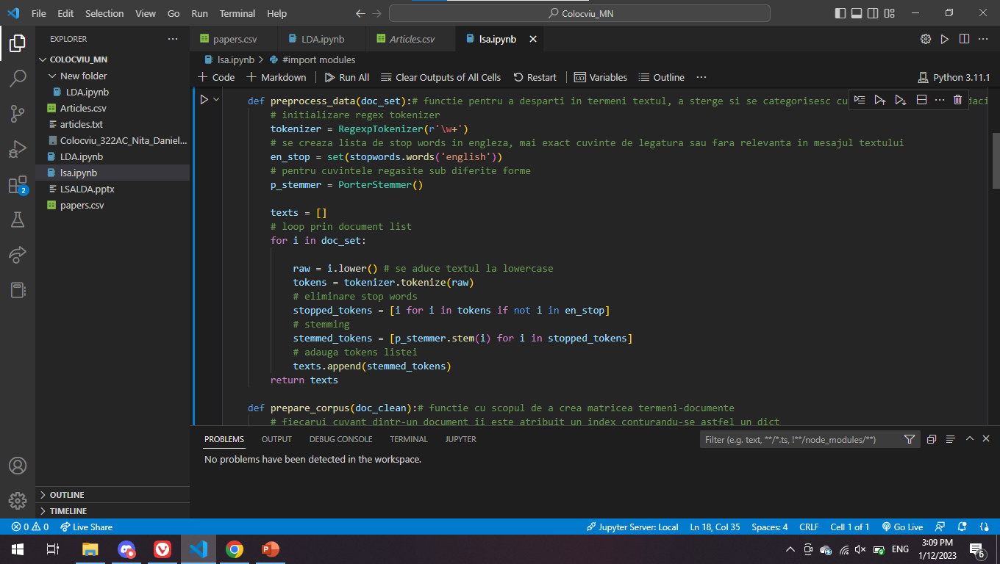 File Edit Selection View Go Run Terminal Help
Colocviu_MN
EXPLORER
papers.csv
LDA.ipynb
Articles.csv
lsa.ipynb
COLOCVIU_MN
New folder
LDA.ipynb
Articles.csv
articles.txt
Colocviu_322AC_Nita_Daniel...
LDA.ipynb
lsa.ipynb
LSALDA.pptx
papers.csv
OUTLINE
TIMELINE
2
lsa.ipynb > #import modules
+ Code + Markdown Run All Clear Outputs of All Cells Restart Variables Outline ... Python 3.11.1
def preprocess_data(doc_set):# functie pentru a desparti in termeni textul, a sterge si se categorisesc cu
# initializare regex tokenizer
tokenizer = RegexpTokenizer(r'\w+')
# se creaza lista de stop words in engleza, mai exact cuvinte de legatura sau fara relevanta in mesajul textului
en_stop = set(stopwords.words('english'))
# pentru cuvintele regasite sub diferite forme
p_stemmer = PorterStemmer()
texts = []
# loop prin document list
for i in doc_set:
raw = i.lower() # se aduce textul la lowercase
tokens = tokenizer.tokenize(raw)
# eliminare stop words
stopped_tokens = [i for i in tokens if not i in en_stop]
# stemming
stemmed_tokens = [p_stemmer.stem(i) for i in stopped_tokens]
# adauga tokens listei
texts.append(stemmed_tokens)
return texts
def prepare_corpus(doc_clean):# functie cu scopul de a crea matricea termeni-documente
# fiecarui cuvant dintr-un document ii este atribuit un index conturandu-se astfel un dict
PROBLEMS OUTPUT DEBUG CONSOLE TERMINAL JUPYTER
Filter (e.g. text, **/*.ts, !**/node_modules/**)
No problems have been detected in the workspace.
0 0 Live Share
Jupyter Server: Local Ln 18, Col 35 Spaces: 4 CRLF Cell 1 of 1 Go Live
ENG
3:09 PM
1/12/2023
6